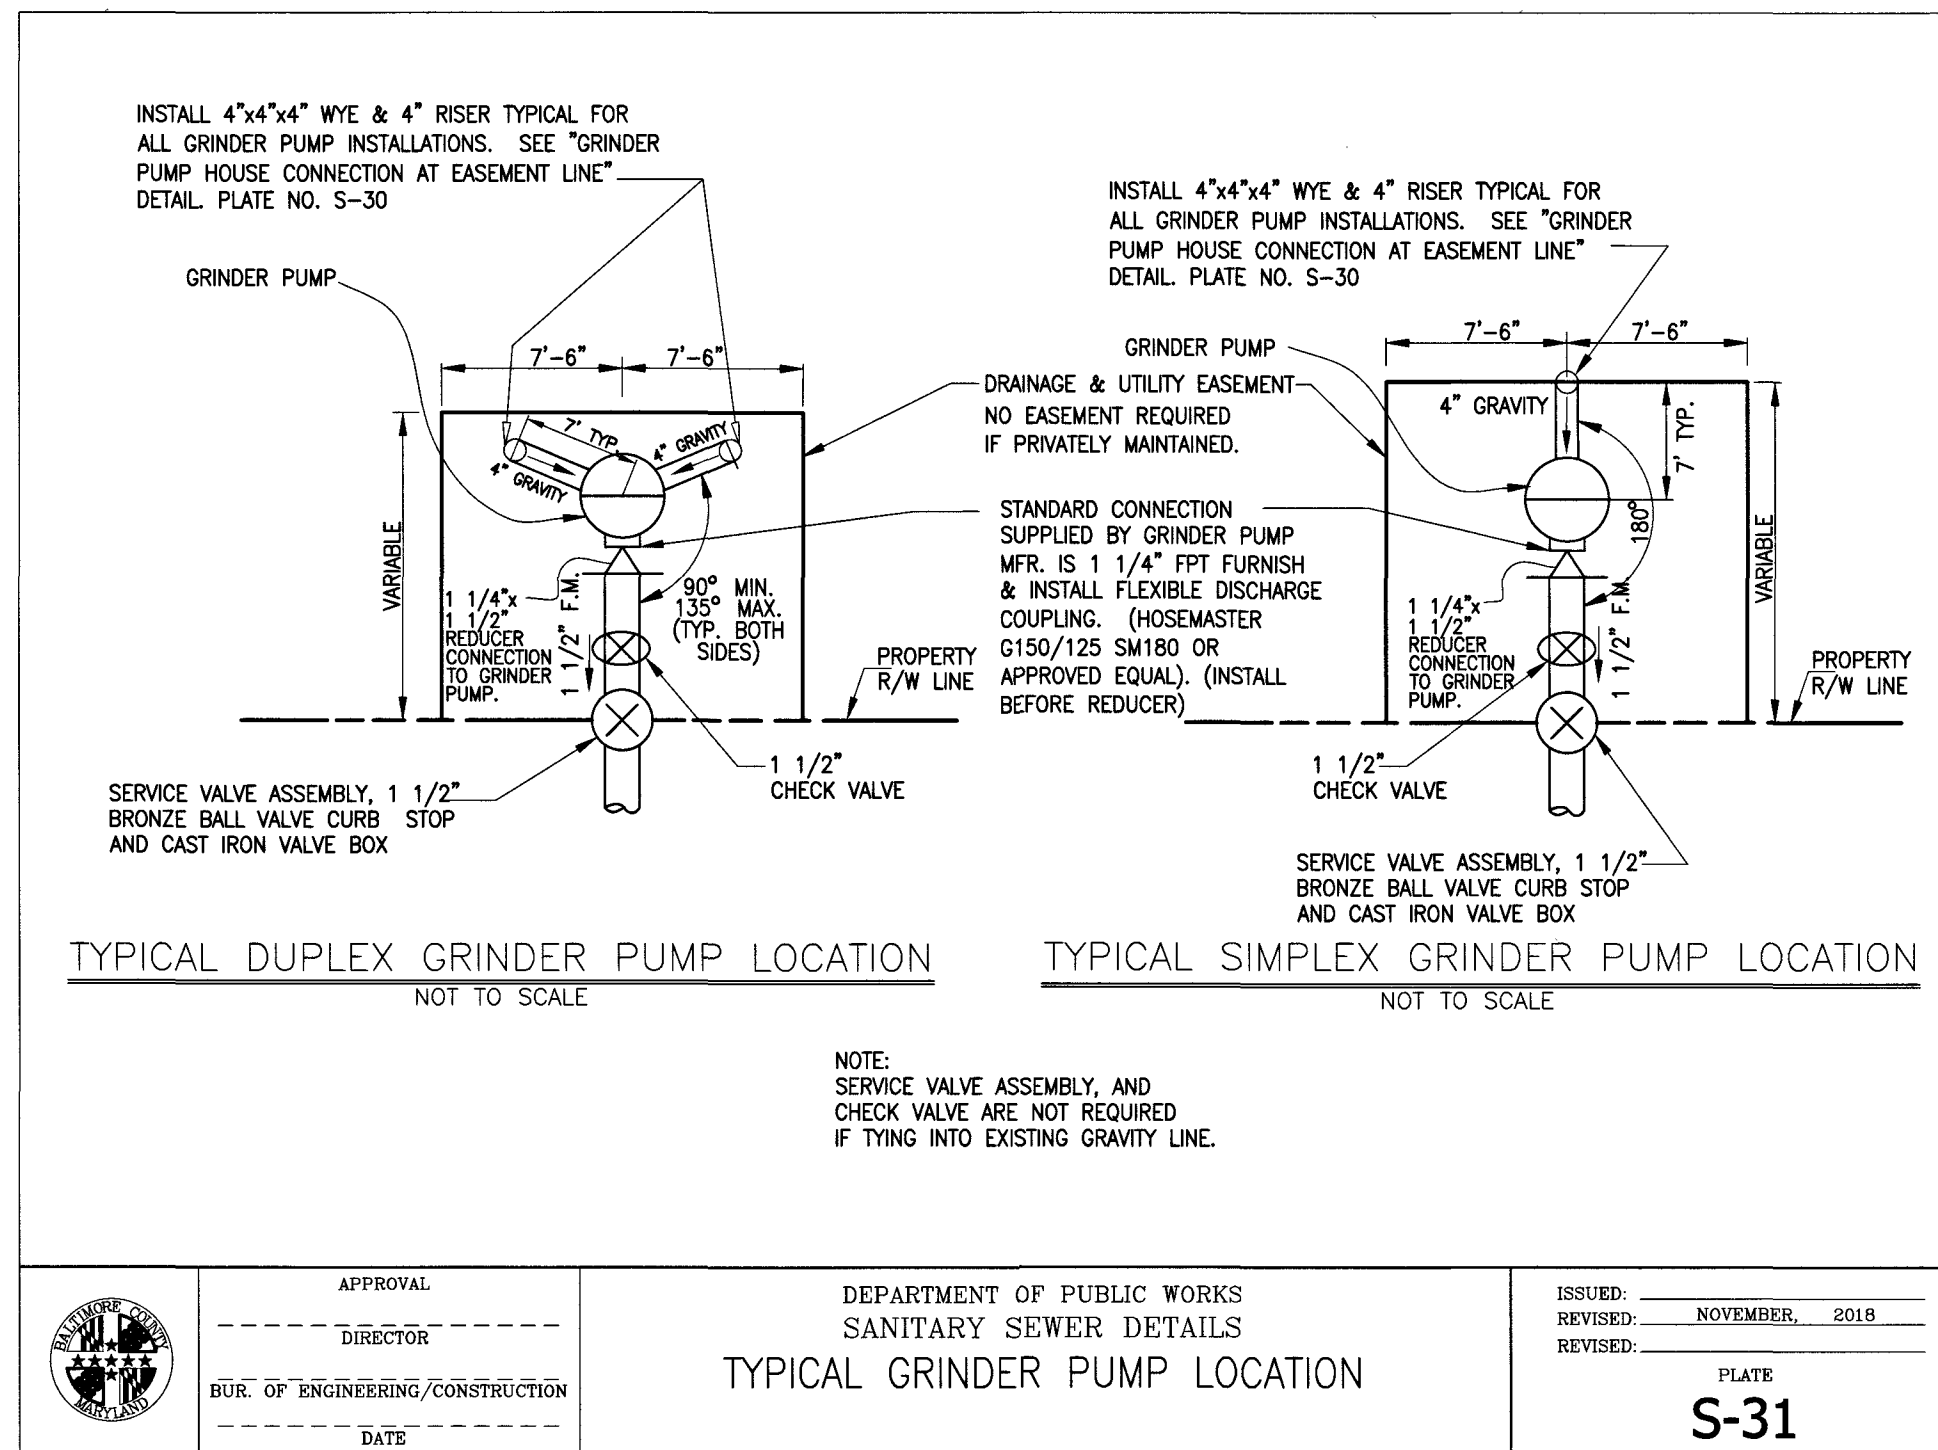 INSTALL 4"x4"x4" WYE & 4" RISER TYPICAL FOR
ALL GRINDER PUMP INSTALLATIONS. SEE "GRINDER
PUMP HOUSE CONNECTION AT EASEMENT LINE"
DETAIL. PLATE NO. S-30
GRINDER PUMP
7'-6"
7'-6"
7' TYP.
4" GRAVITY
4" GRAVITY
VARIABLE
1 1/4"x
1 1/2"
REDUCER
CONNECTION
TO GRINDER
PUMP.
1 1/2" F.M.
90° MIN.
135° MAX.
(TYP. BOTH
SIDES)
PROPERTY
R/W LINE
1 1/2"
CHECK VALVE
SERVICE VALVE ASSEMBLY, 1 1/2"
BRONZE BALL VALVE CURB STOP
AND CAST IRON VALVE BOX
TYPICAL DUPLEX GRINDER PUMP LOCATION
NOT TO SCALE
INSTALL 4"x4"x4" WYE & 4" RISER TYPICAL FOR
ALL GRINDER PUMP INSTALLATIONS. SEE "GRINDER
PUMP HOUSE CONNECTION AT EASEMENT LINE"
DETAIL. PLATE NO. S-30
7'-6"
7'-6"
GRINDER PUMP
DRAINAGE & UTILITY EASEMENT
NO EASEMENT REQUIRED
IF PRIVATELY MAINTAINED.
STANDARD CONNECTION
SUPPLIED BY GRINDER PUMP
MFR. IS 1 1/4" FPT FURNISH
& INSTALL FLEXIBLE DISCHARGE
COUPLING. (HOSEMASTER
G150/125 SM180 OR
APPROVED EQUAL). (INSTALL
BEFORE REDUCER)
4" GRAVITY
7' TYP.
180°
VARIABLE
1 1/4"x
1 1/2"
REDUCER
CONNECTION
TO GRINDER
PUMP.
1 1/2" F.M.
PROPERTY
R/W LINE
1 1/2"
CHECK VALVE
SERVICE VALVE ASSEMBLY, 1 1/2"
BRONZE BALL VALVE CURB STOP
AND CAST IRON VALVE BOX
TYPICAL SIMPLEX GRINDER PUMP LOCATION
NOT TO SCALE
NOTE:
SERVICE VALVE ASSEMBLY, AND
CHECK VALVE ARE NOT REQUIRED
IF TYING INTO EXISTING GRAVITY LINE.
BALTIMORE COUNTY
MARYLAND
APPROVAL
DIRECTOR
BUR. OF ENGINEERING/CONSTRUCTION
DATE
DEPARTMENT OF PUBLIC WORKS
SANITARY SEWER DETAILS
TYPICAL GRINDER PUMP LOCATION
ISSUED:
REVISED: NOVEMBER, 2018
REVISED:
PLATE
S-31